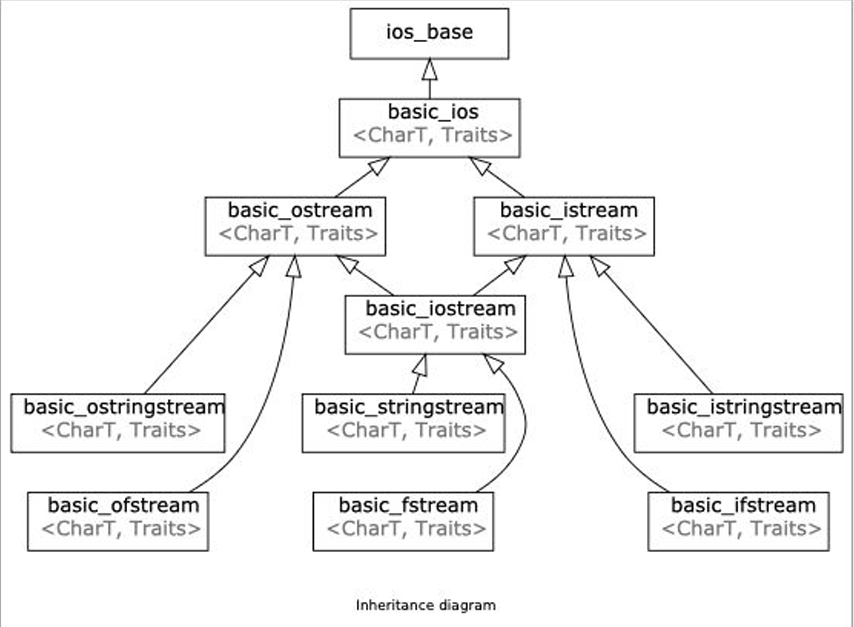 ios_base
basic_ios
<CharT, Traits>
basic_ostream
<CharT, Traits>
basic_istream
<CharT, Traits>
basic_iostream
<CharT, Traits>
basic_ostringstream
<CharT, Traits>
basic_stringstream
<CharT, Traits>
basic_istringstream
<CharT, Traits>
basic_ofstream
<CharT, Traits>
basic_fstream
<CharT, Traits>
basic_ifstream
<CharT, Traits>
Inheritance diagram